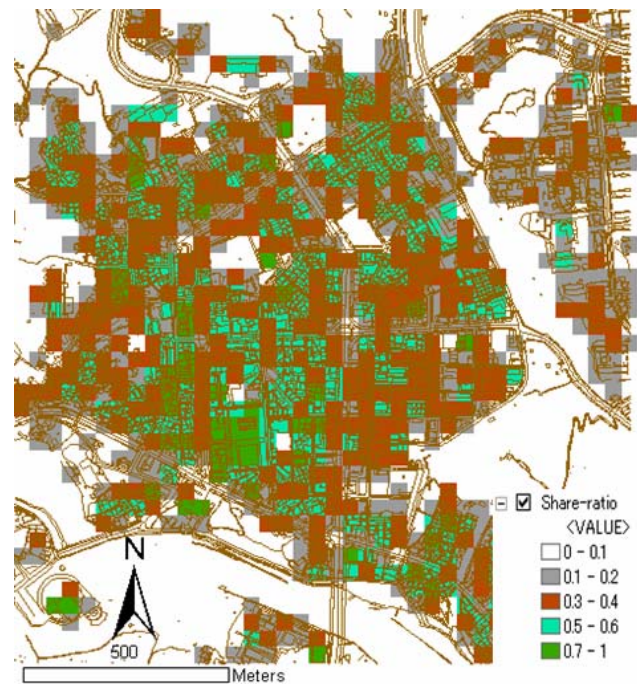 Share-ratio
<VALUE>
0 - 0.1
0.1 - 0.2
0.3 - 0.4
0.5 - 0.6
0.7 - 1
N
500
Meters